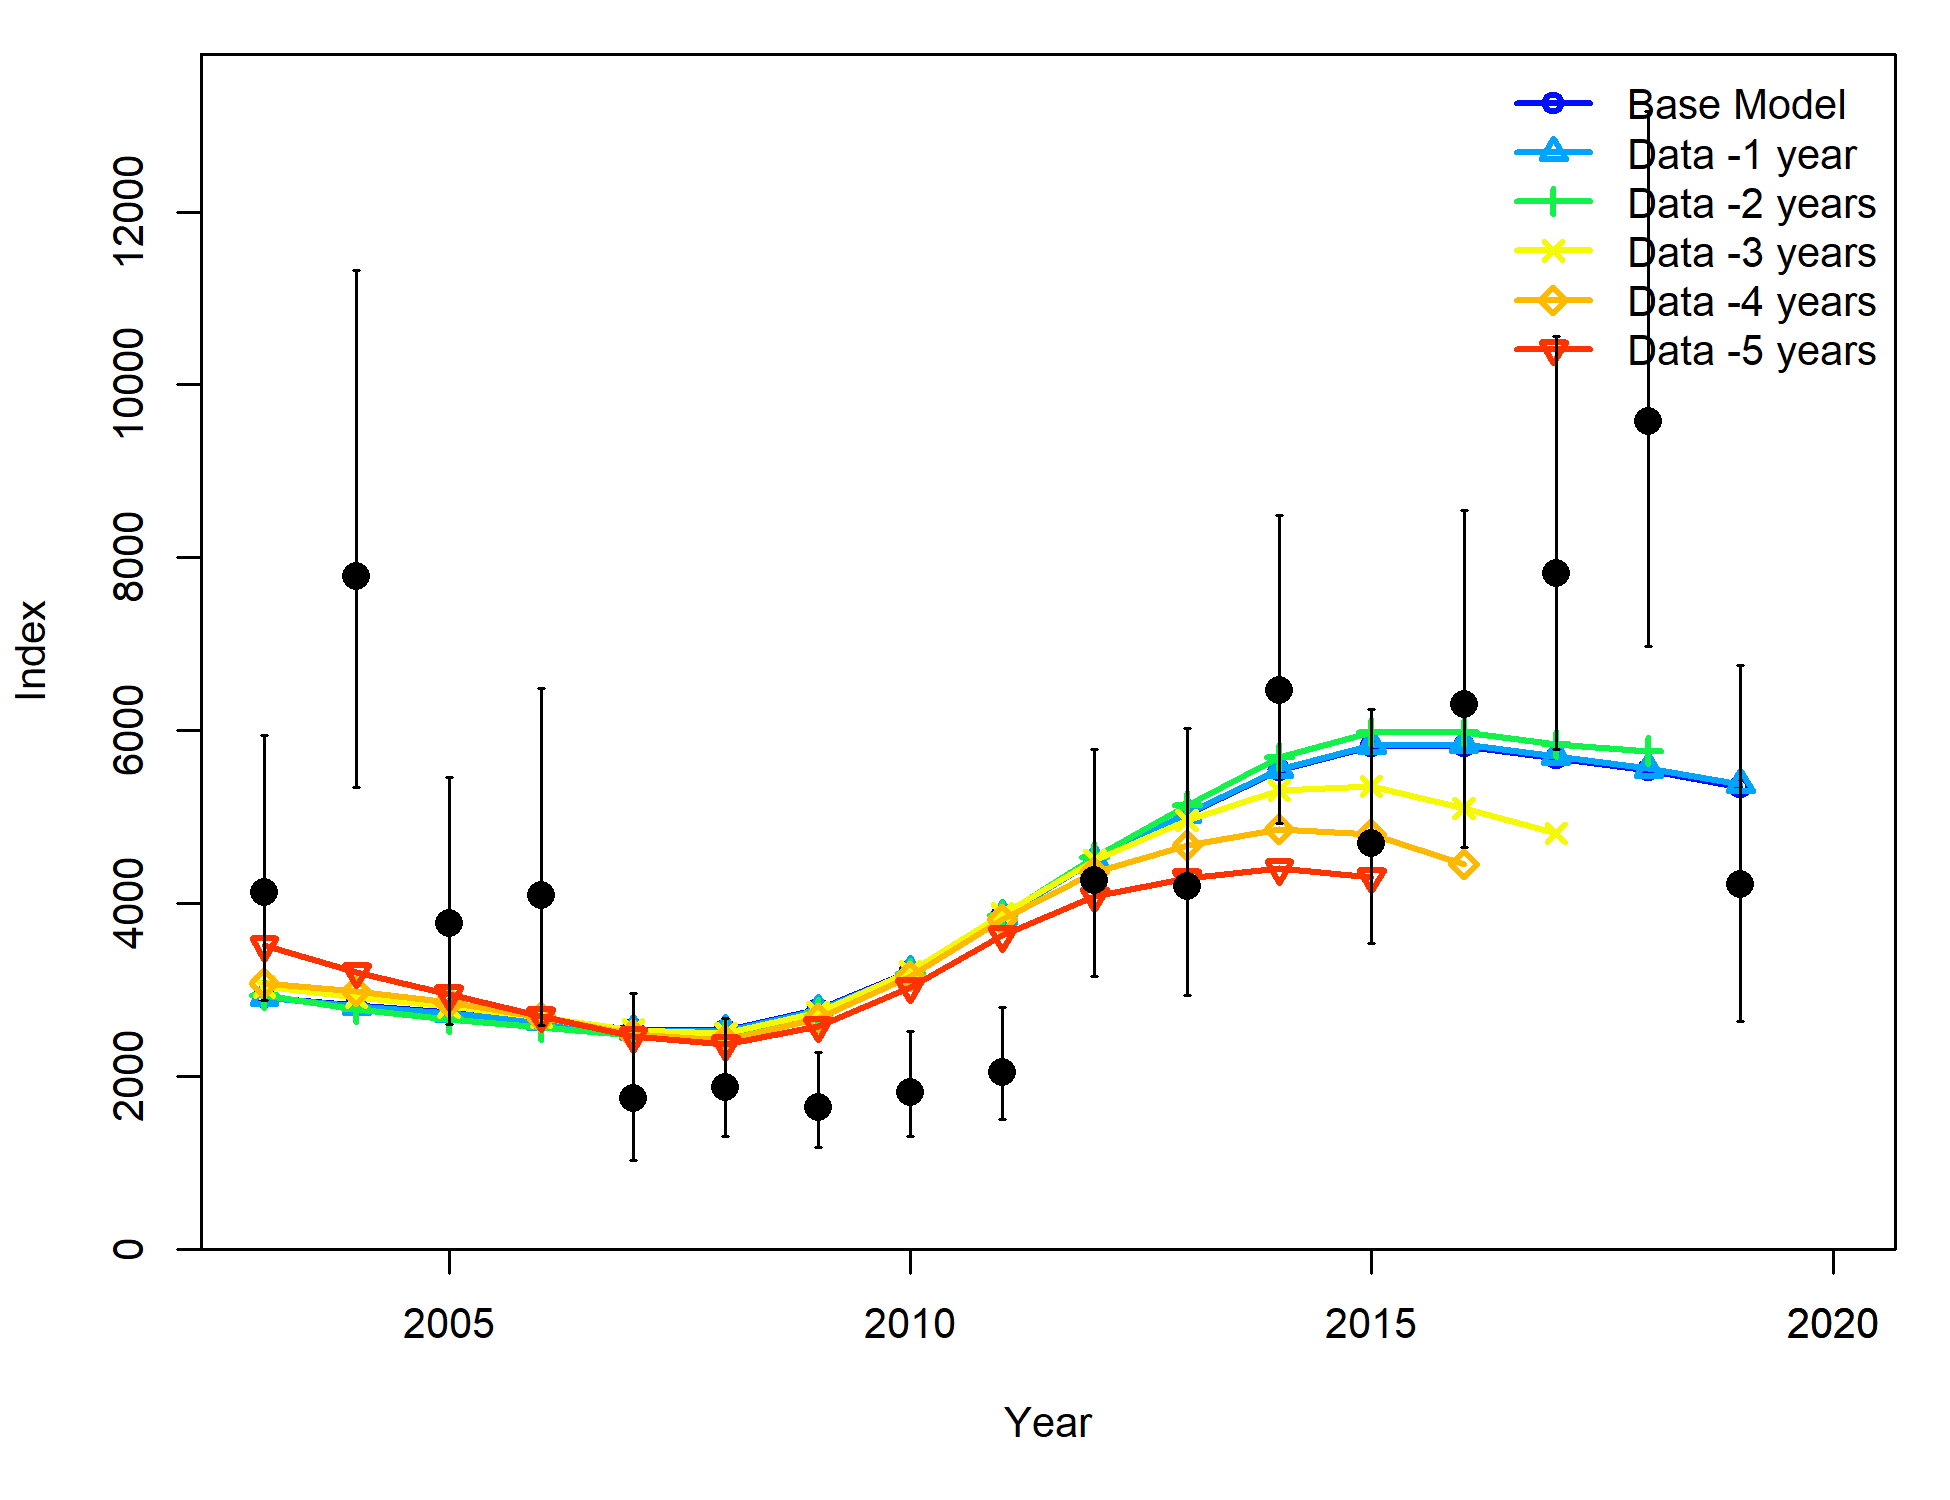 Base Model
Data -1 year
Data -2 years
Data -3 years
Data -4 years
Data -5 years
12000
10000
8000
6000
4000
2000
0
Index
2005
2010
2015
2020
Year